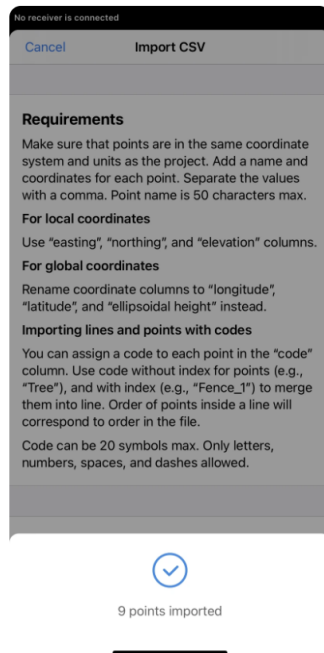 No receiver is connected
Cancel
Import CSV
Requirements
Make sure that points are in the same coordinate
system and units as the project. Add a name and
coordinates for each point. Separate the values
with a comma. Point name is 50 characters max.
For local coordinates
Use “easting”, “northing”, and “elevation” columns.
For global coordinates
Rename coordinate columns to “longitude”,
“latitude”, and “ellipsoidal height” instead.
Importing lines and points with codes
You can assign a code to each point in the “code”
column. Use code without index for points (e.g.,
“Tree”), and with index (e.g., “Fence_1”) to merge
them into line. Order of points inside a line will
correspond to order in the file.
Code can be 20 symbols max. Only letters,
numbers, spaces, and dashes allowed.
9 points imported